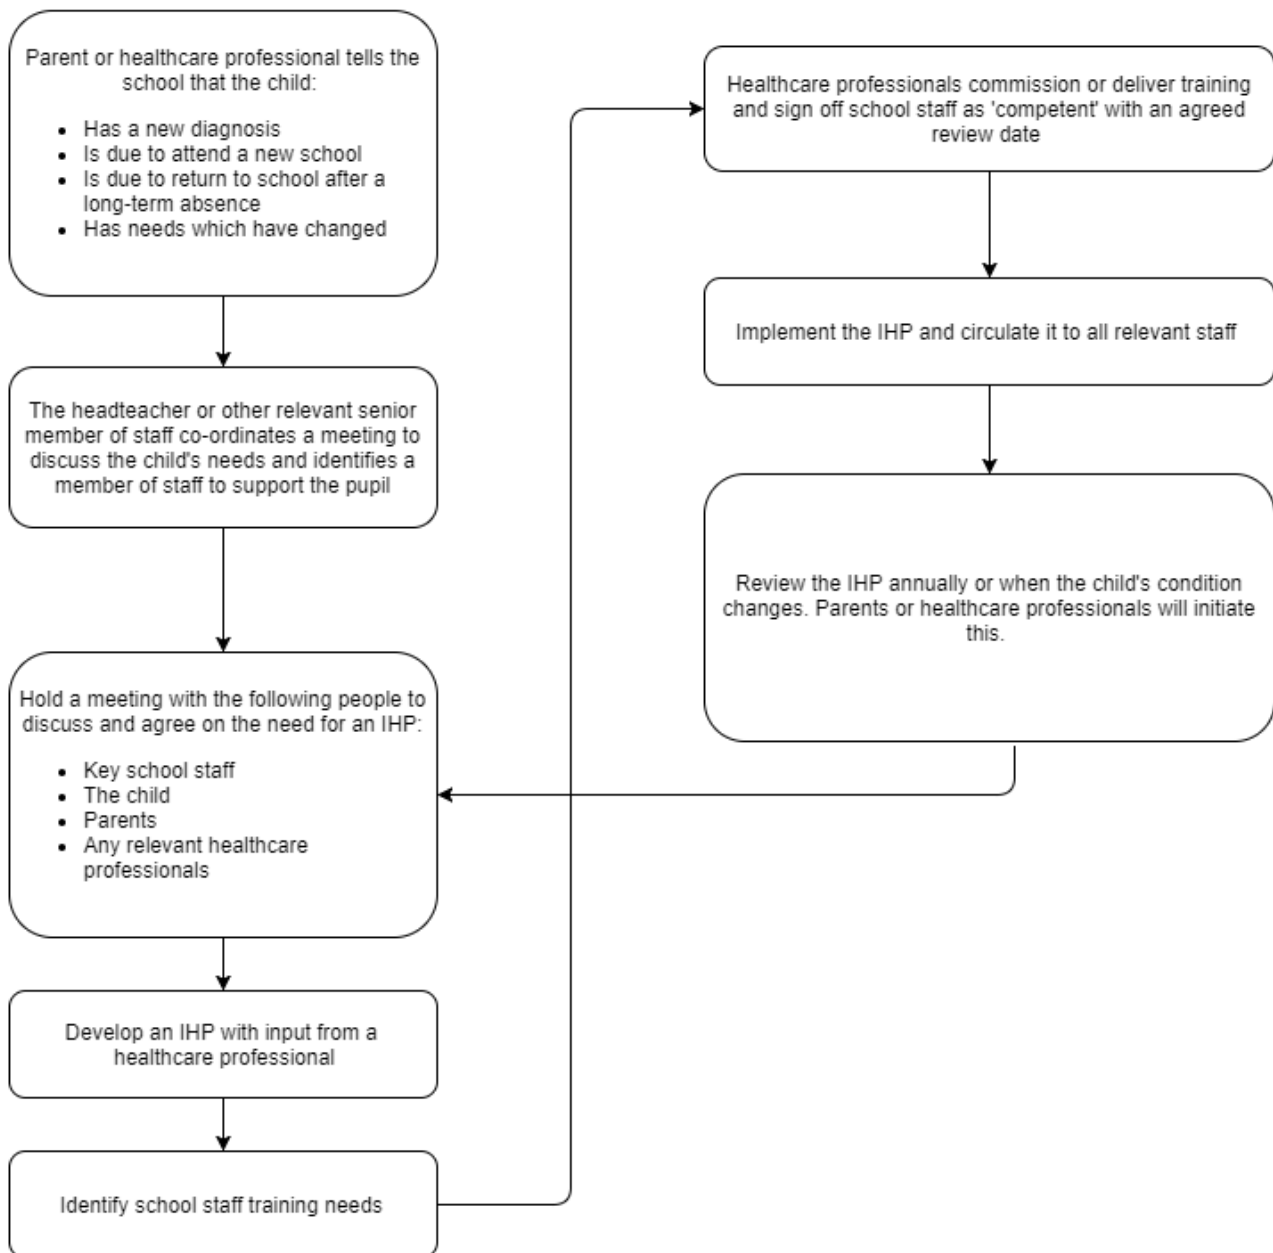 Parent or healthcare professional tells the
school that the child:
• Has a new diagnosis
• Is due to attend a new school
• Is due to return to school after a
long-term absence
• Has needs which have changed
The headteacher or other relevant senior
member of staff co-ordinates a meeting to
discuss the child's needs and identifies a
member of staff to support the pupil
Hold a meeting with the following people to
discuss and agree on the need for an IHP:
• Key school staff
• The child
• Parents
• Any relevant healthcare
professionals
Develop an IHP with input from a
healthcare professional
Identify school staff training needs
Healthcare professionals commission or deliver training
and sign off school staff as 'competent' with an agreed
review date
Implement the IHP and circulate it to all relevant staff
Review the IHP annually or when the child's condition
changes. Parents or healthcare professionals will initiate
this.